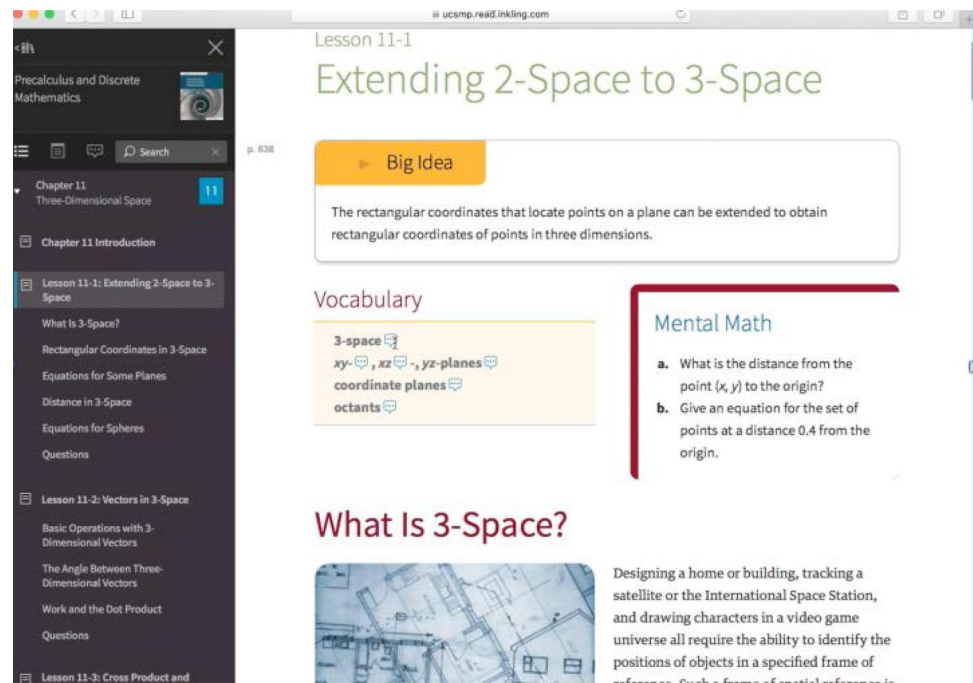 ucsmp.read.inkling.com
Precalculus and Discrete
Mathematics
Search
Chapter 11
Three-Dimensional Space
11
Chapter 11 Introduction
Lesson 11-1: Extending 2-Space to 3-
Space
What Is 3-Space?
Rectangular Coordinates in 3-Space
Equations for Some Planes
Distance in 3-Space
Equations for Spheres
Questions
Lesson 11-2: Vectors in 3-Space
Basic Operations with 3-
Dimensional Vectors
The Angle Between Three-
Dimensional Vectors
Work and the Dot Product
Questions
Lesson 11-3: Cross Product and
Lesson 11-1
Extending 2-Space to 3-Space
p. 638
Big Idea
The rectangular coordinates that locate points on a plane can be extended to obtain
rectangular coordinates of points in three dimensions.
Vocabulary
3-space
xy- , xz -, yz-planes
coordinate planes
octants
Mental Math
a. What is the distance from the
point (x, y) to the origin?
b. Give an equation for the set of
points at a distance 0.4 from the
origin.
What Is 3-Space?
Designing a home or building, tracking a
satellite or the International Space Station,
and drawing characters in a video game
universe all require the ability to identify the
positions of objects in a specified frame of
reference. Such a frame of spatial reference is